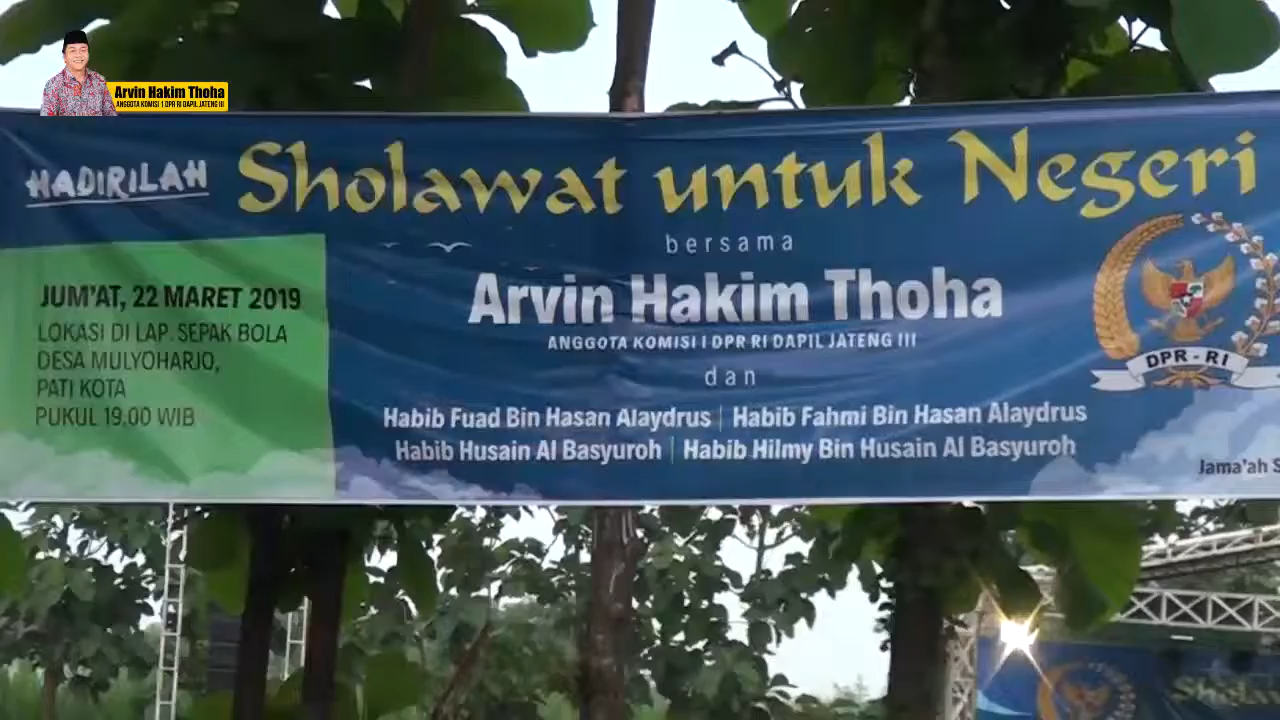 Arvin Hakim Thoha
ANGGOTA KOMISI 1 DPR RI DAPIL JATENG III
HADIRILAH
Sholawat untuk Negeri
bersama
Arvin Hakim Thoha
ANGGOTA KOMISI I DPR RI DAPIL JATENG III
dan
Habib Fuad Bin Hasan Alaydrus | Habib Fahmi Bin Hasan Alaydrus
Habib Husain Al Basyuroh | Habib Hilmy Bin Husain Al Basyuroh
JUM'AT, 22 MARET 2019
LOKASI DI LAP. SEPAK BOLA
DESA MULYOHARJO,
PATI KOTA
PUKUL 19.00 WIB
DPR-RI
Jama'ah S